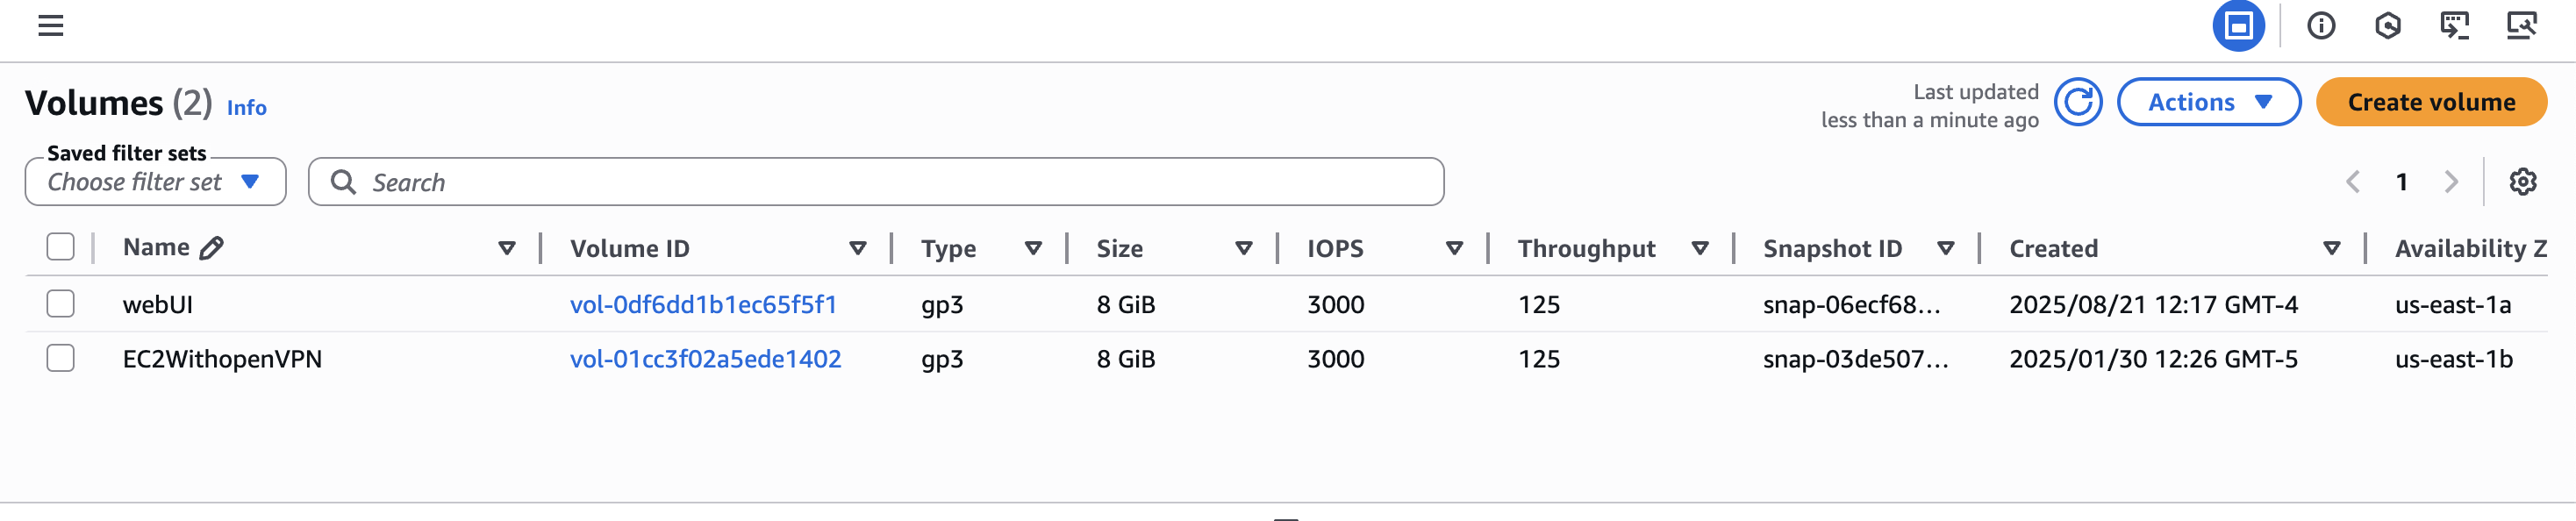 Volumes (2) Info
Last updated
less than a minute ago
Actions
Create volume
Saved filter sets
Choose filter set
Search
1
Name Volume ID Type Size IOPS Throughput Snapshot ID Created Availability Z
webUI vol-0df6dd1b1ec65f5f1 gp3 8 GiB 3000 125 snap-06ecf68... 2025/08/21 12:17 GMT-4 us-east-1a
EC2WithopenVPN vol-01cc3f02a5ede1402 gp3 8 GiB 3000 125 snap-03de507... 2025/01/30 12:26 GMT-5 us-east-1b